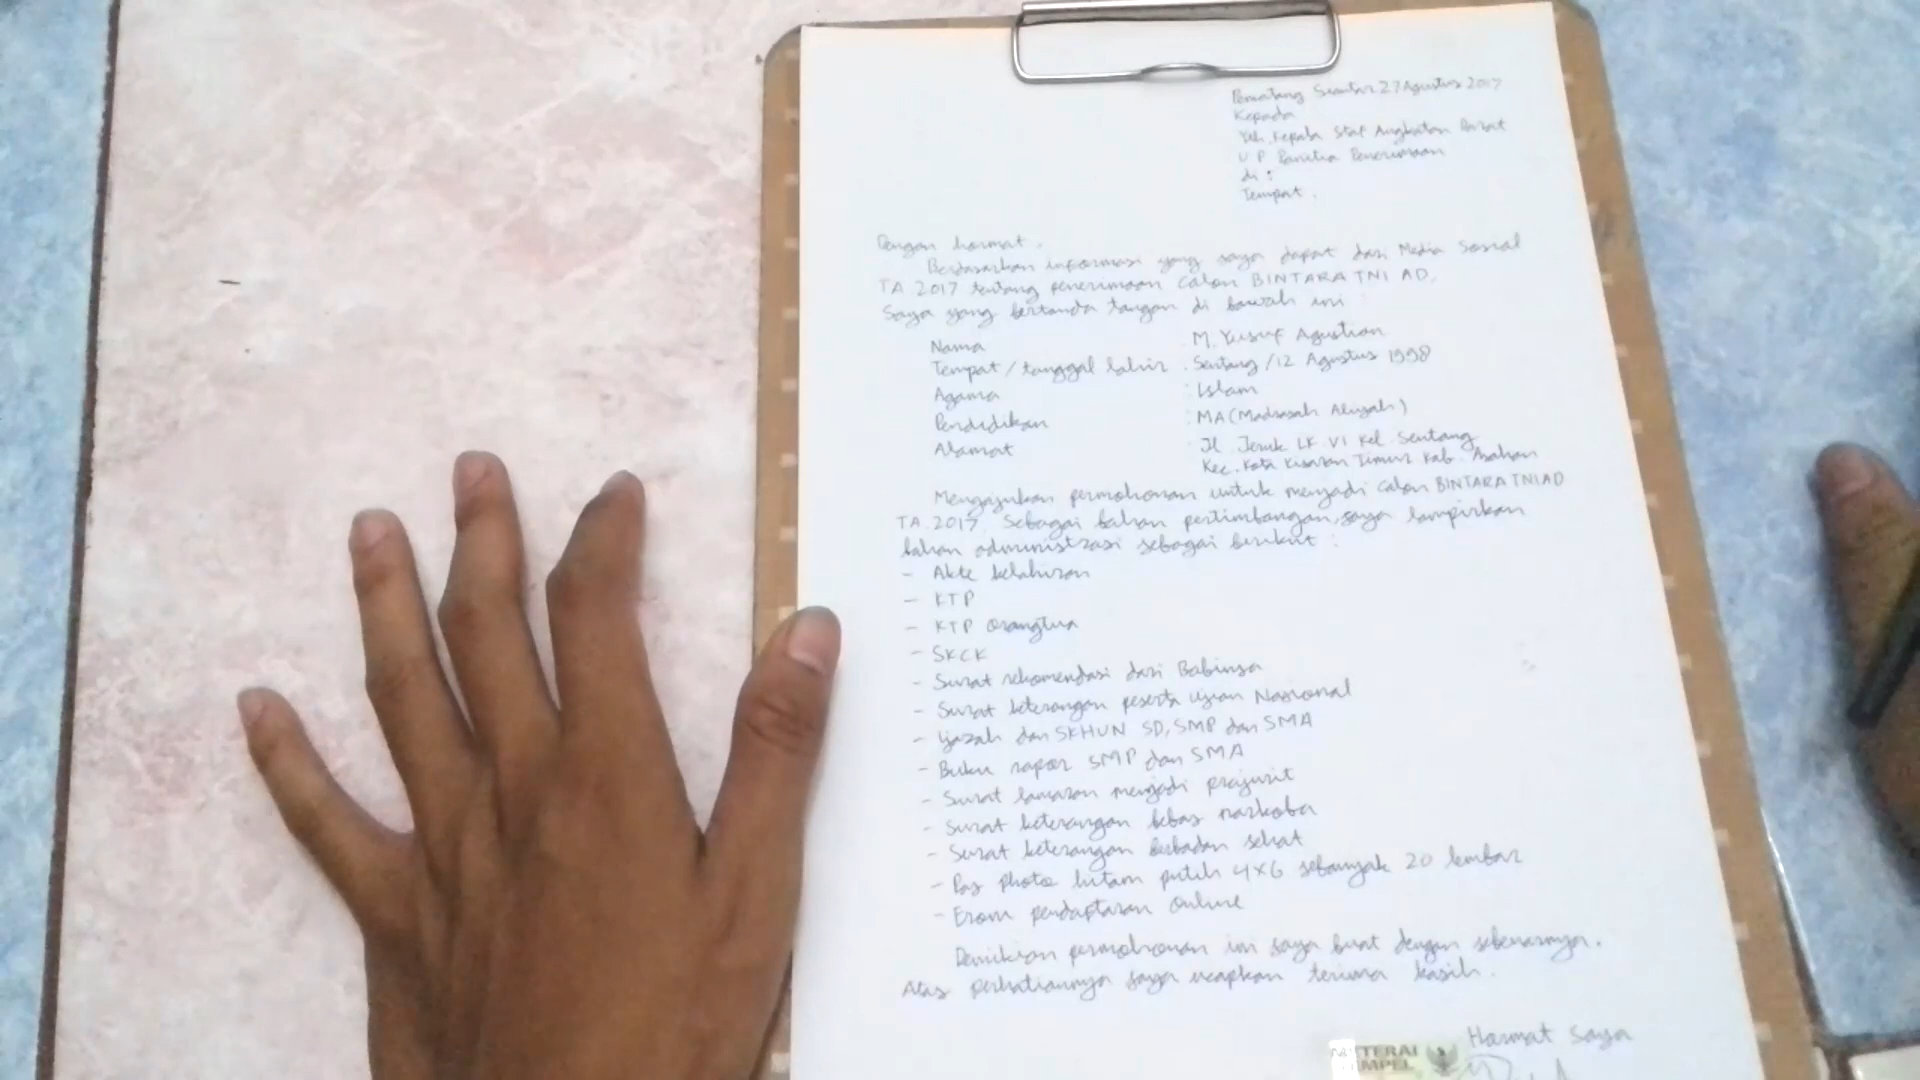 Pematang Siantar 27 Agustus 2017
Kepada
Yth. Kepala Staf Angkatan Darat
U.P Panitia Penerimaan
di :
Tempat.
Dengan hormat.
Berdasarkan informasi yang saya dapat dari Media Sosial
TA 2017 tentang penerimaan Calon BINTARA TNI AD.
Saya yang bertanda tangan di bawah ini :
Nama : M. Yusuf Agustian
Tempat / tanggal lahir : Sentang /12 Agustus 1998
Agama : Islam
Pendidikan : MA (Madrasah Aliyah)
Alamat : Jl Jeruk LK VI Kel. Sentang
Kec. Kota Kisaran Timur Kab. Asahan
Mengajukan permohonan untuk menjadi Calon BINTARA TNI AD
TA. 2017. Sebagai bahan pertimbangan, saya lampirkan
bahan administrasi sebagai berikut :
- Akte kelahiran
- KTP
- KTP Orangtua
- SKCK
- Surat rekomendasi dari Babinsa
- Surat keterangan peserta Ujian Nasional
- Ijazah dan SKHUN SD, SMP dan SMA
- Buku rapor SMP dan SMA
- Surat lamaran menjadi prajurit
- Surat keterangan bebas narkoba
- Surat keterangan berbadan sehat
- Pas photo hitam putih 4x6 sebanyak 20 lembar
- From pendaptaran Online
Demikian permohonan ini saya buat dengan sebenarnya.
Atas perhatiannya saya ucapkan terima kasih.
Hormat Saya
METERAI
TEMPEL